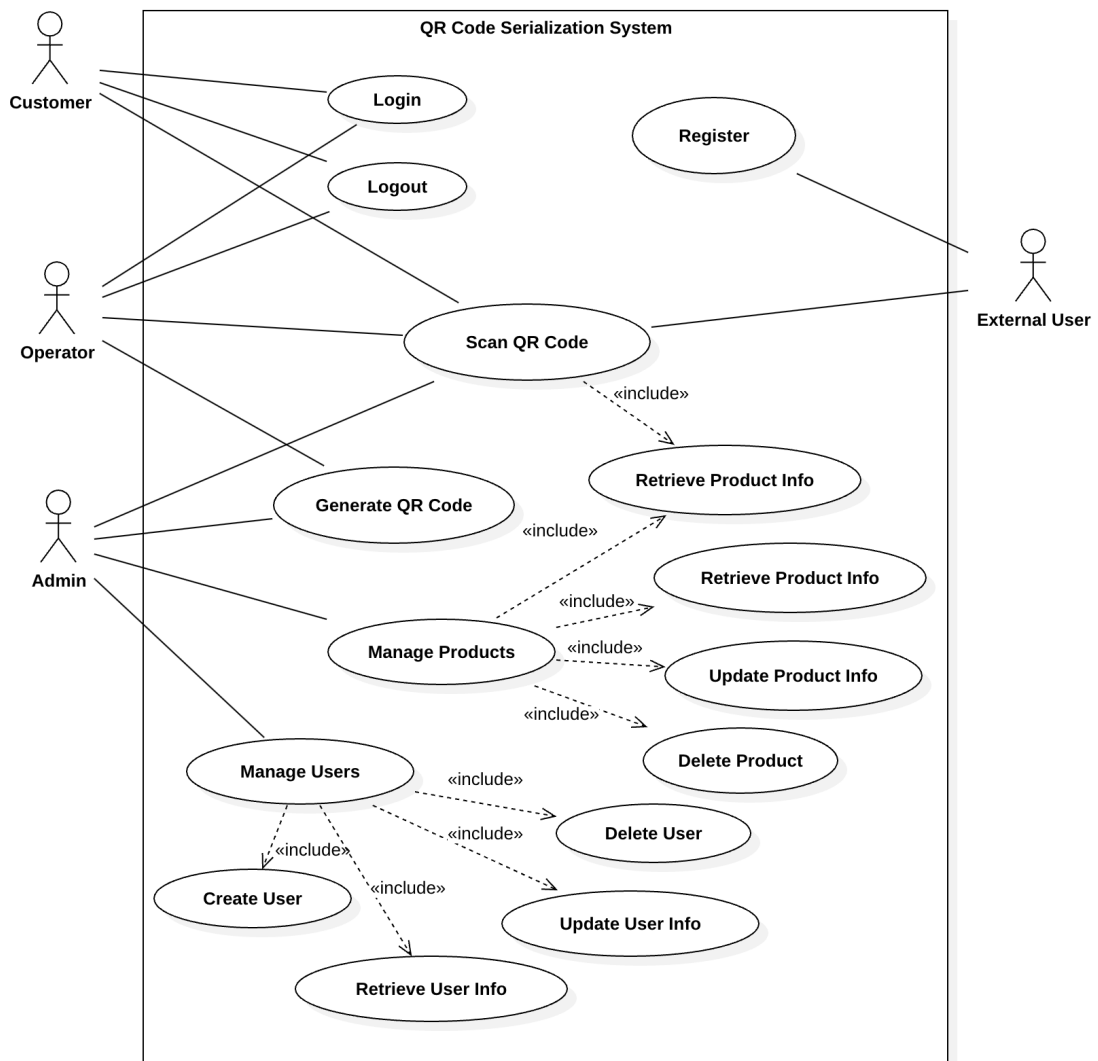 QR Code Serialization System
Customer
Login
Register
Logout
Operator
External User
Scan QR Code
«include»
Retrieve Product Info
Generate QR Code
«include»
Admin
Retrieve Product Info
«include»
Manage Products
«include»
Update Product Info
«include»
Delete Product
Manage Users
«include»
Delete User
«include»
«include»
Create User
«include»
Update User Info
Retrieve User Info